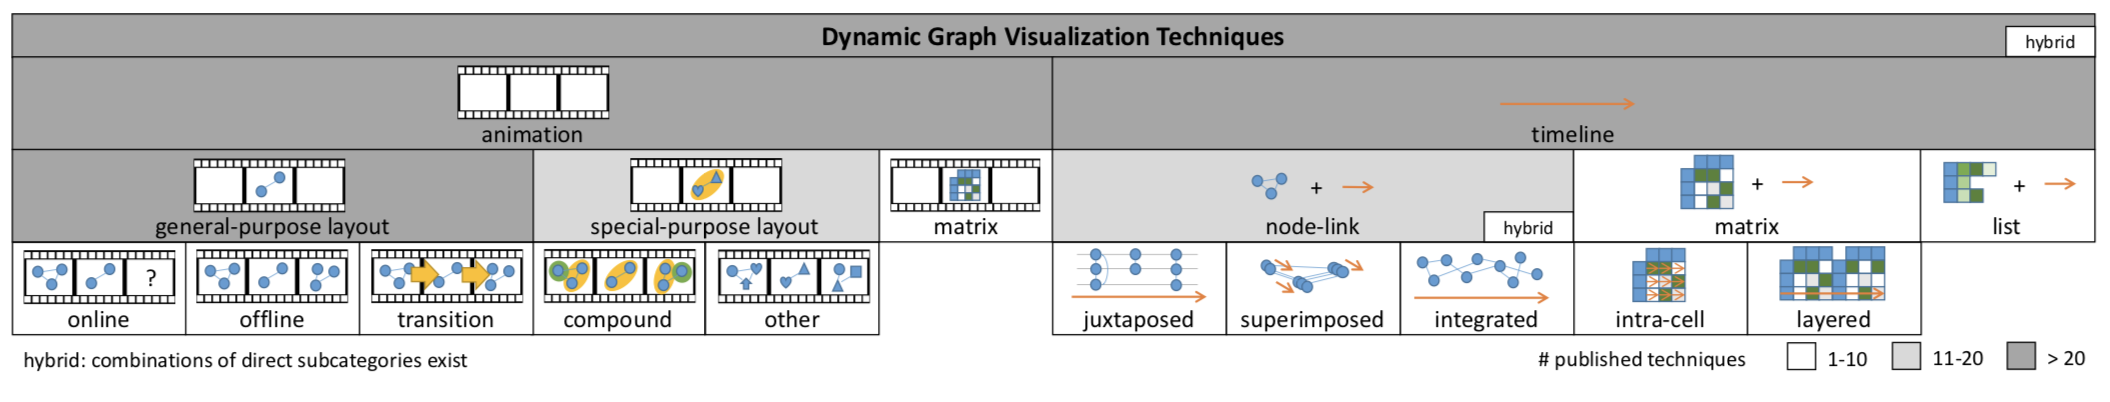 Dynamic Graph Visualization Techniques
hybrid
animation
timeline
general-purpose layout
special-purpose layout
matrix
node-link
hybrid
matrix
list
+
+
+
?
online
offline
transition
compound
other
juxtaposed
superimposed
integrated
intra-cell
layered
hybrid: combinations of direct subcategories exist
# published techniques 1-10 11-20 > 20